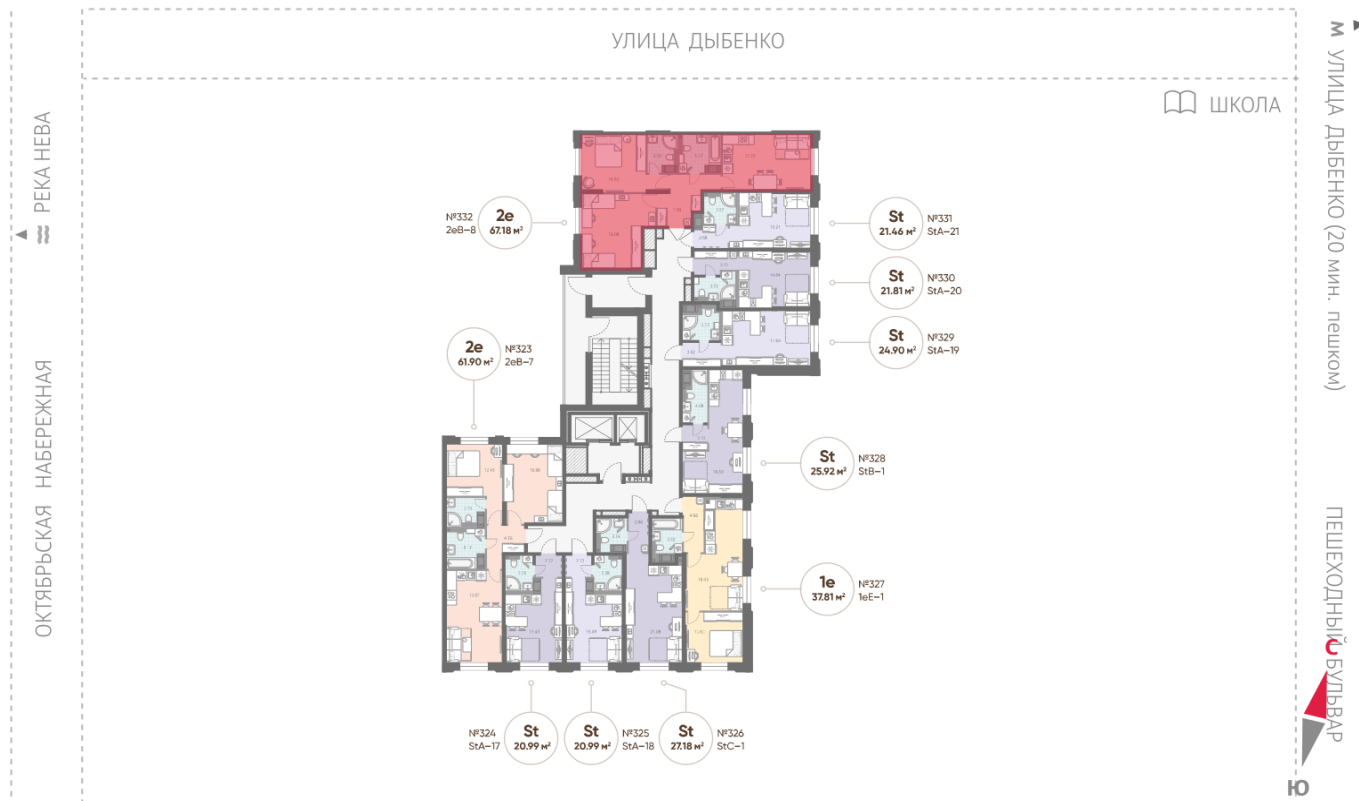 УЛИЦА ДЫБЕНКО
М УЛИЦА ДЫБЕНКО (20 мин. пешком)
ШКОЛА
РЕКА НЕВА
ОКТЯБРЬСКАЯ НАБЕРЕЖНАЯ
№332
2еВ-8
2е
67.18 м²
St
21.46 м²
№331
StA-21
St
21.81 м²
№330
StA-20
St
24.90 м²
№329
StA-19
2е
61.90 м²
№323
2еВ-7
St
25.92 м²
№328
StB-1
1е
37.81 м²
№327
1еЕ-1
№324
StA-17
St
20.99 м²
St
20.99 м²
№325
StA-18
St
27.18 м²
№326
StC-1
ПЕШЕХОДНЫЙ БУЛЬВАР
С
Ю